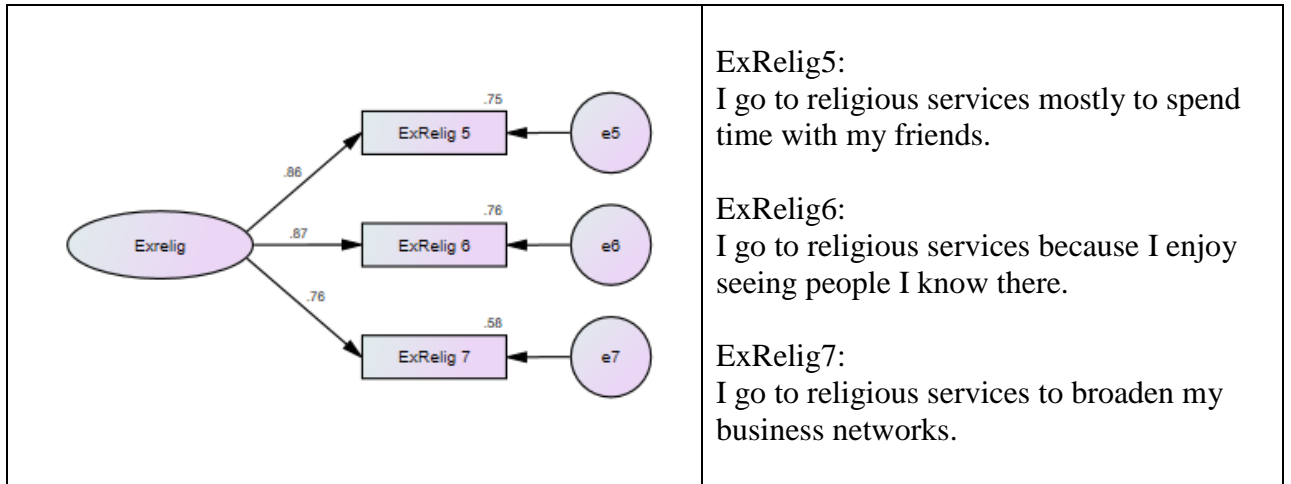 .75
ExRelig 5
e5
.86
.76
Exrelig
.87
ExRelig 6
e6
.76
.58
ExRelig 7
e7
ExRelig5:
I go to religious services mostly to spend
time with my friends.
ExRelig6:
I go to religious services because I enjoy
seeing people I know there.
ExRelig7:
I go to religious services to broaden my
business networks.